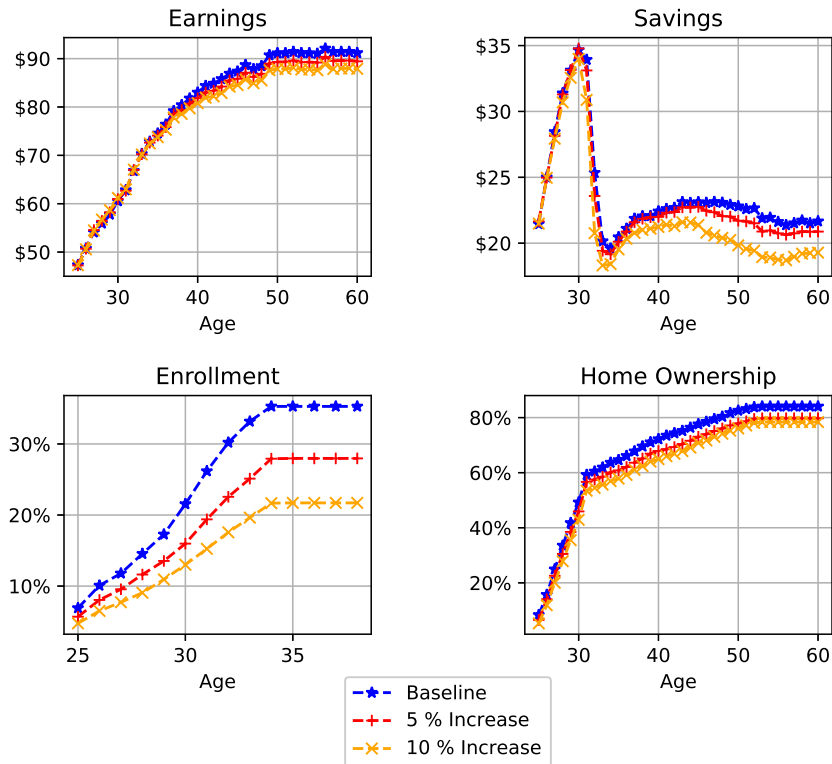 Earnings
$90
$80
$70
$60
$50
30
40
50
60
Age
Savings
$35
$30
$25
$20
30
40
50
60
Age
Enrollment
30%
20%
10%
25
30
35
Age
Home Ownership
80%
60%
40%
20%
30
40
50
60
Age
Baseline
5 % Increase
10 % Increase